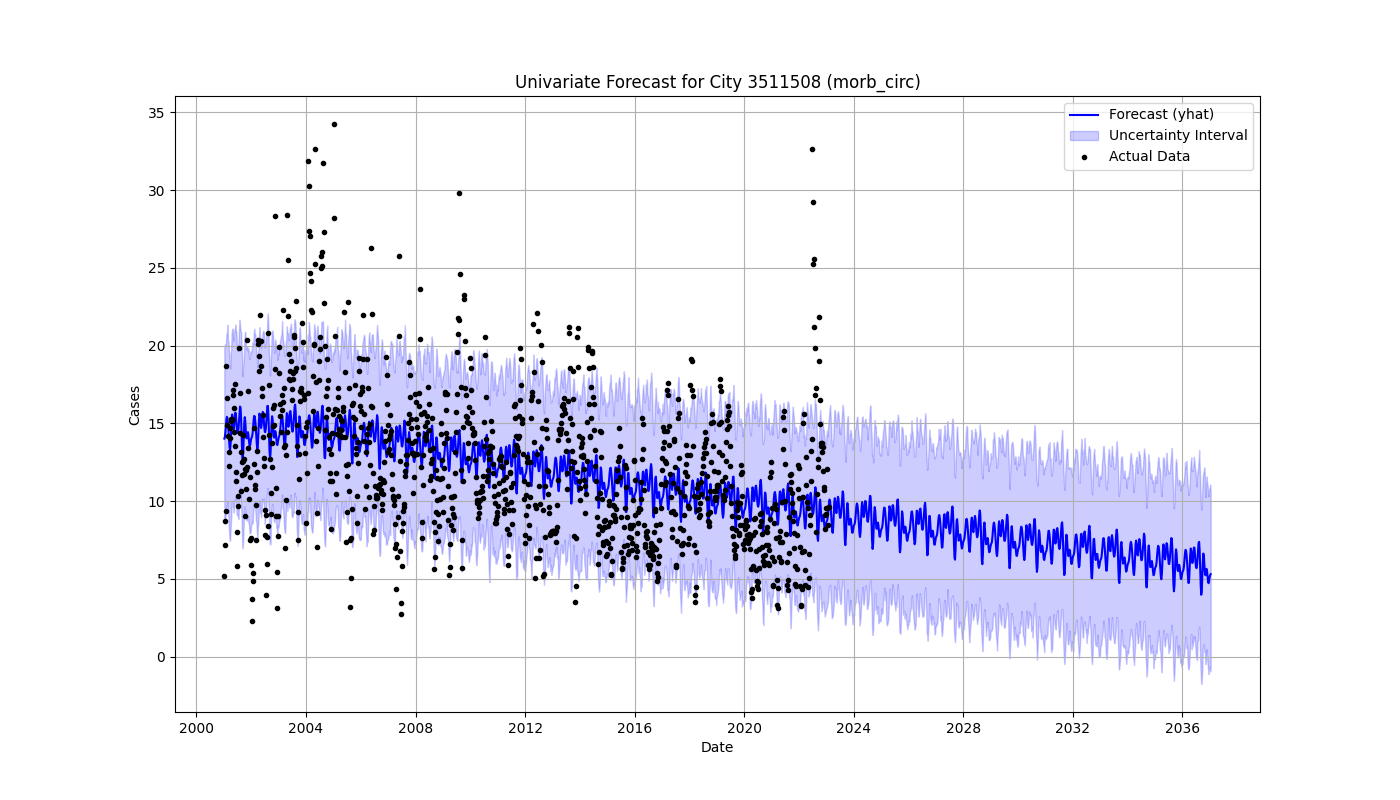 Univariate Forecast for City 3511508 (morb_circ)
Forecast (yhat)
Uncertainty Interval
Actual Data
35
30
25
20
15
10
5
0
Cases
2000 2004 2008 2012 2016 2020 2024 2028 2032 2036
Date